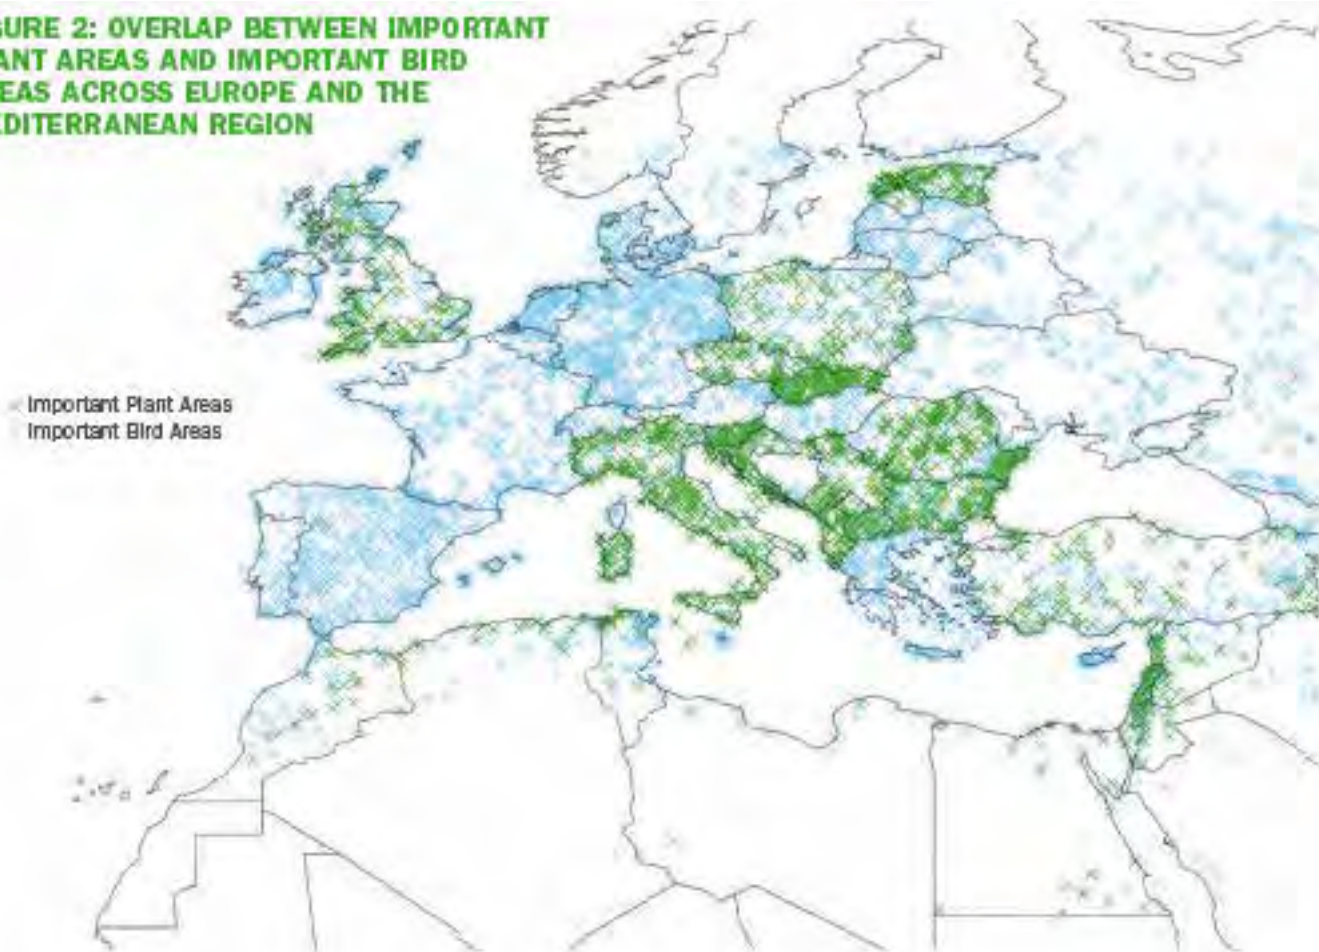 GURE 2: OVERLAP BETWEEN IMPORTANT
ANT AREAS AND IMPORTANT BIRD
EAS ACROSS EUROPE AND THE
EDITERRANEAN REGION
Important Plant Areas
Important Bird Areas